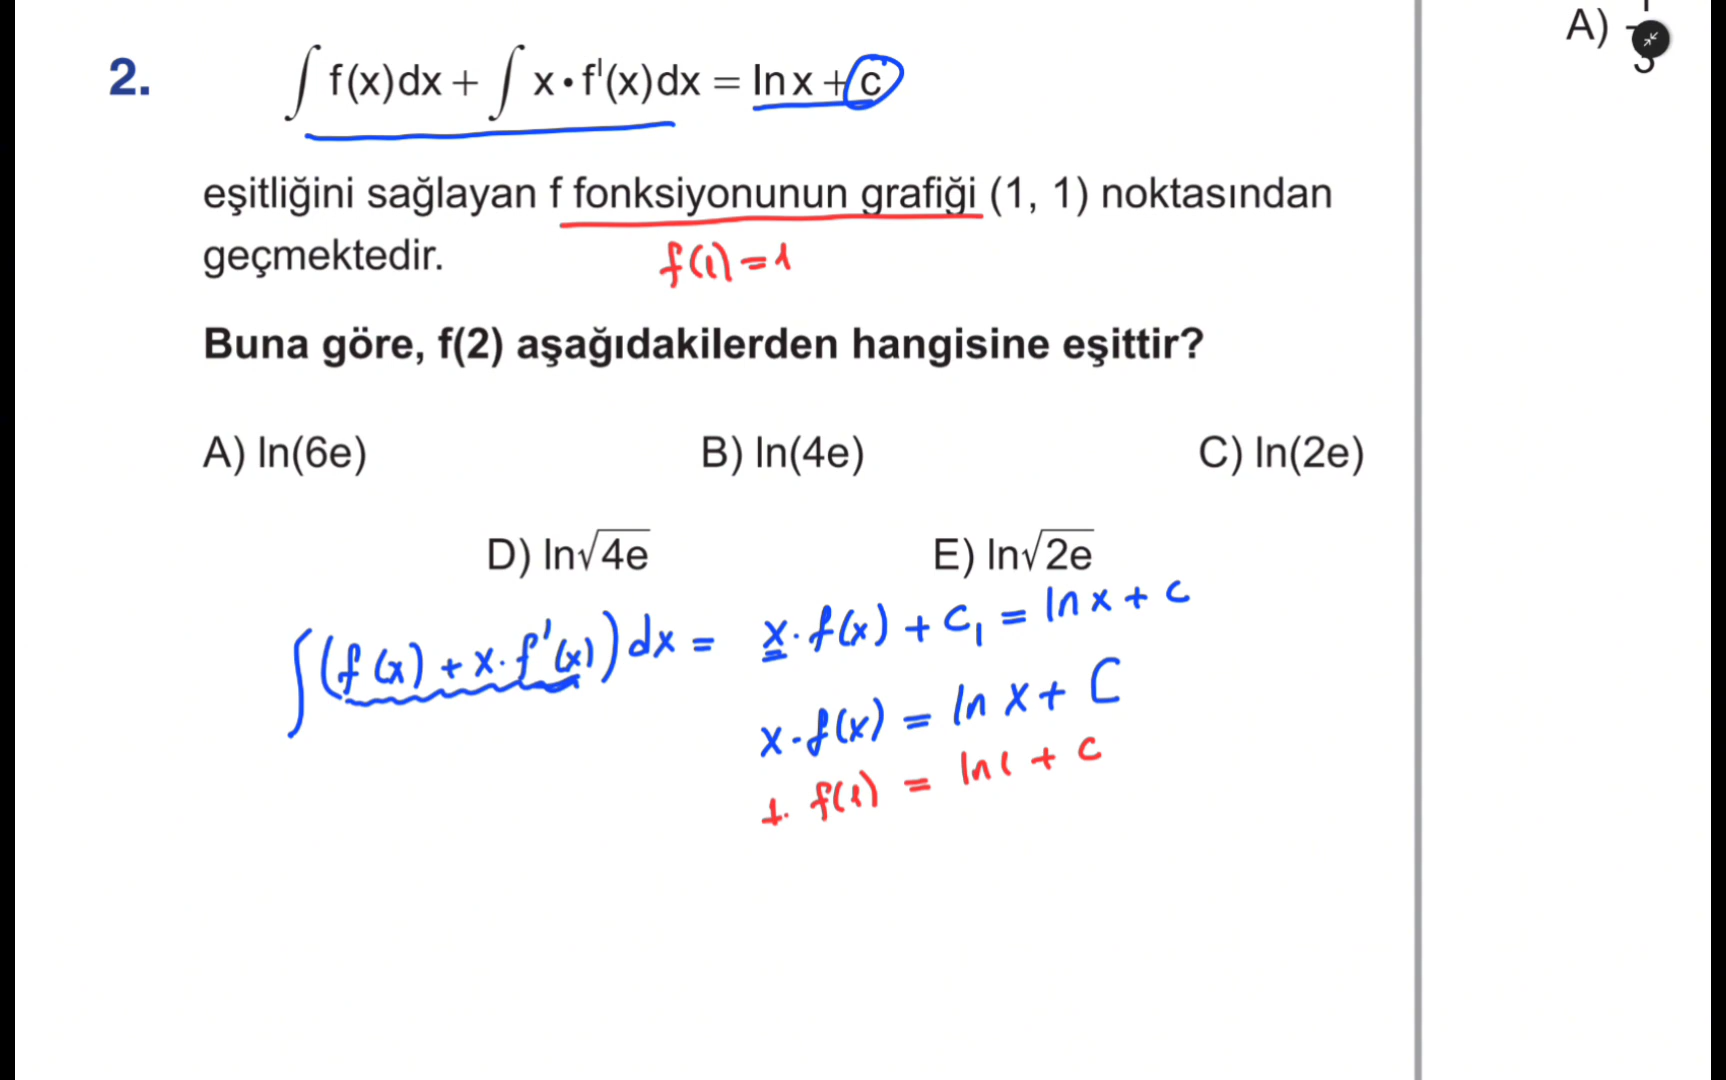 2. ∫ f(x)dx + ∫ x • f'(x)dx = ln x + c
eşitliğini sağlayan f fonksiyonunun grafiği (1, 1) noktasından
geçmektedir.
f(1) = 1
Buna göre, f(2) aşağıdakilerden hangisine eşittir?
A) ln(6e) B) ln(4e) C) ln(2e)
D) ln√4e E) ln√2e
∫(f(x) + x · f'(x)) dx = x · f(x) + c₁ = ln x + c
x · f(x) = ln x + C
1 · f(1) = ln 1 + c
A)
3